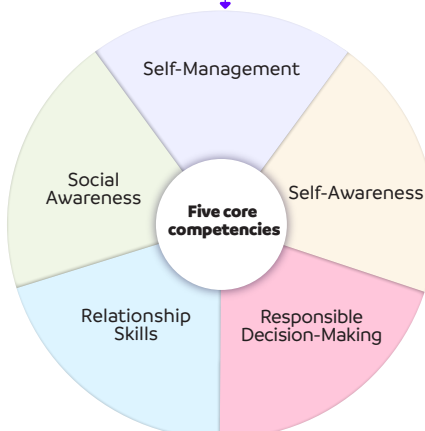 Self-Management
Social
Awareness
Self-Awareness
Five core
competencies
Relationship
Skills
Responsible
Decision-Making